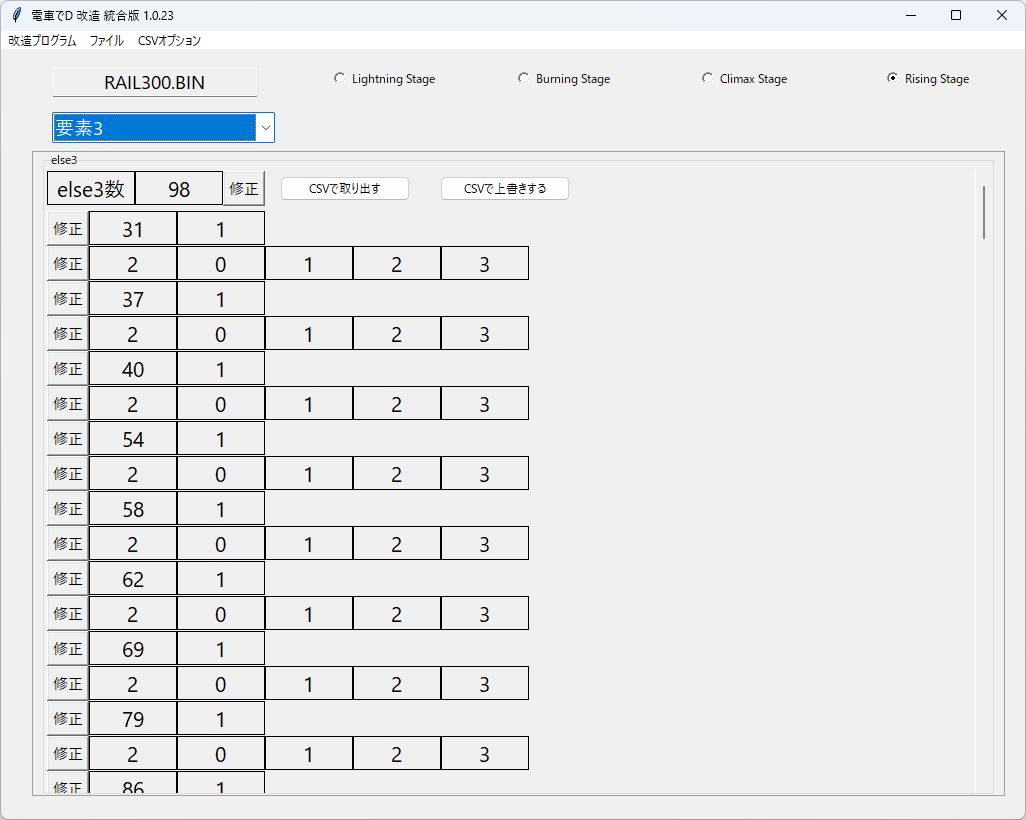 電車でD 改造 統合版 1.0.23
改造プログラム ファイル CSVオプション
RAIL300.BIN Lightning Stage Burning Stage Climax Stage Rising Stage
要素3
else3
else3数 98 修正 CSVで取り出す CSVで上書きする
修正 31 1
修正 2 0 1 2 3
修正 37 1
修正 2 0 1 2 3
修正 40 1
修正 2 0 1 2 3
修正 54 1
修正 2 0 1 2 3
修正 58 1
修正 2 0 1 2 3
修正 62 1
修正 2 0 1 2 3
修正 69 1
修正 2 0 1 2 3
修正 79 1
修正 2 0 1 2 3
修正 86 1